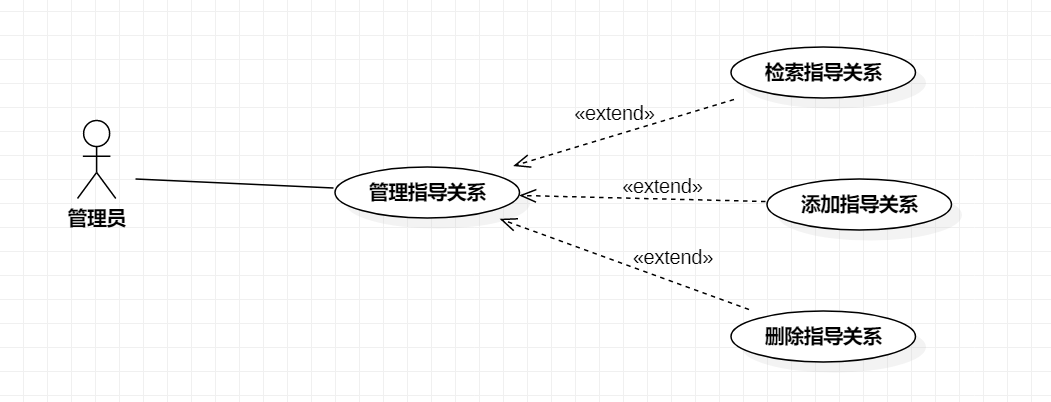 检索指导关系
«extend»
管理员
管理指导关系
«extend»
添加指导关系
«extend»
删除指导关系